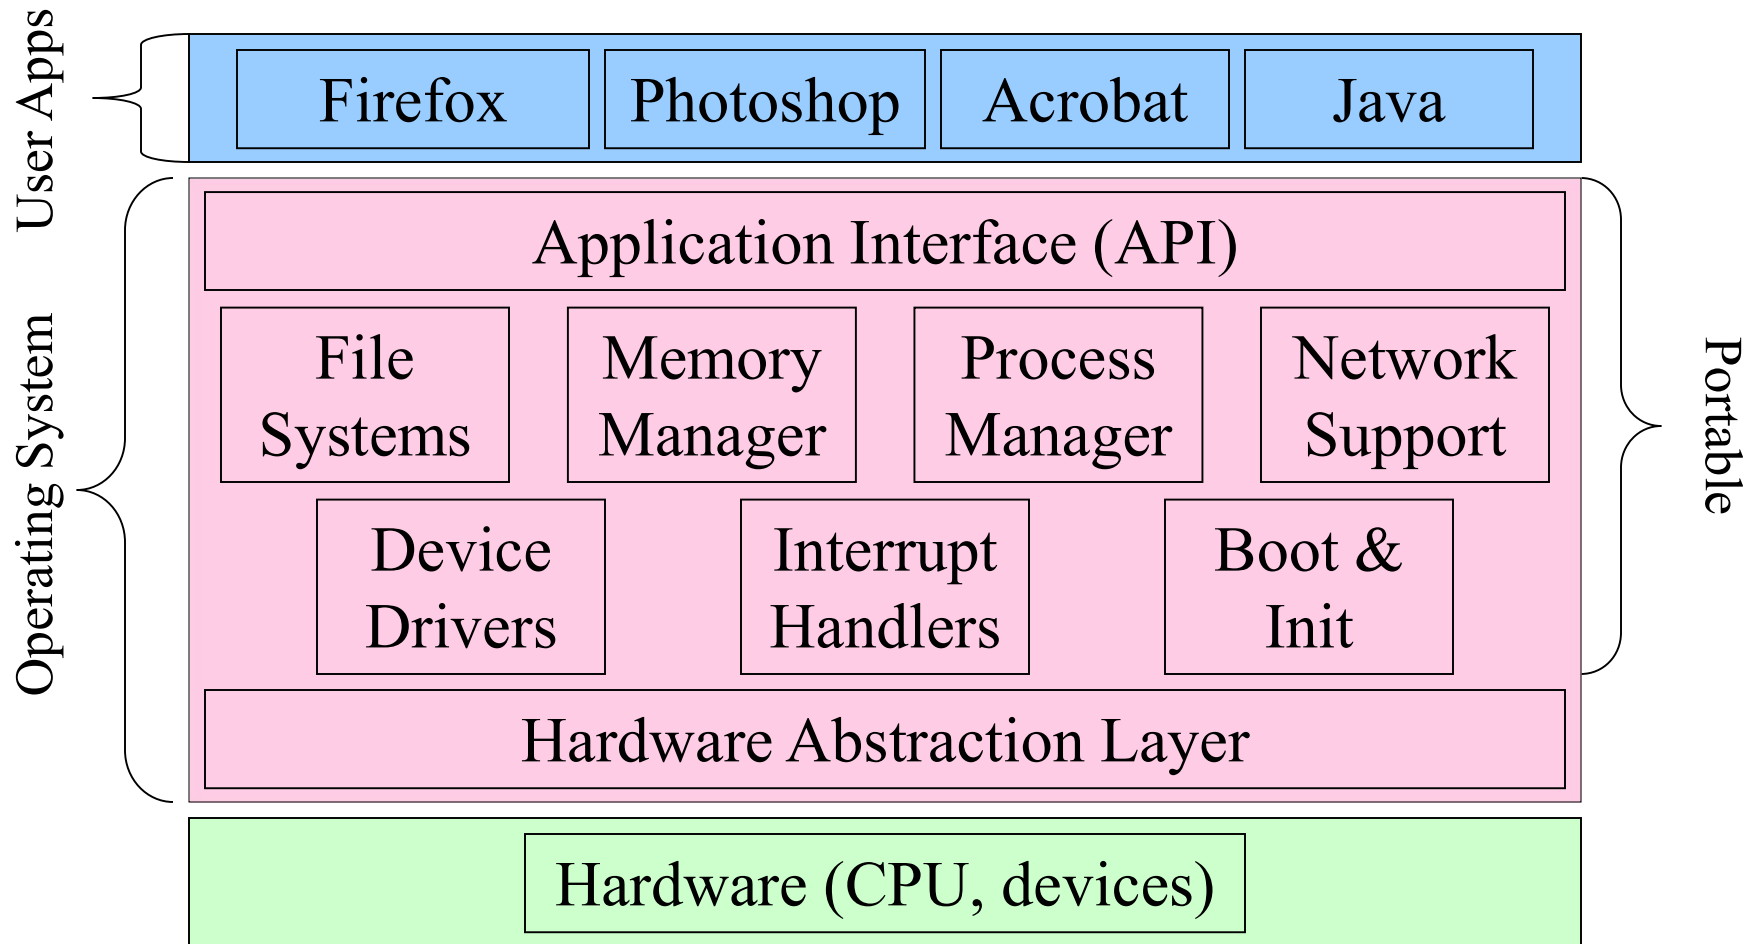 User Apps
Firefox
Photoshop
Acrobat
Java
Application Interface (API)
File
Systems
Memory
Manager
Process
Manager
Network
Support
Operating System
Portable
Device
Drivers
Interrupt
Handlers
Boot &
Init
Hardware Abstraction Layer
Hardware (CPU, devices)